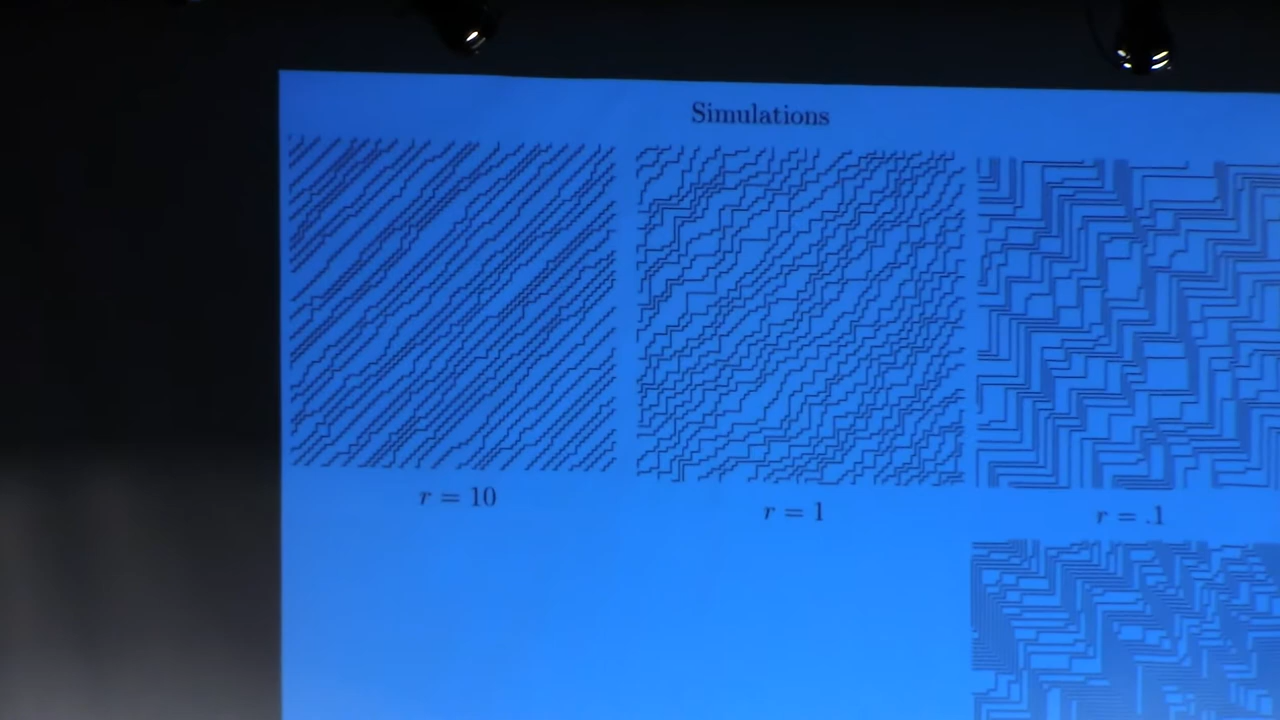 Simulations
r = 10
r = 1
r = .1